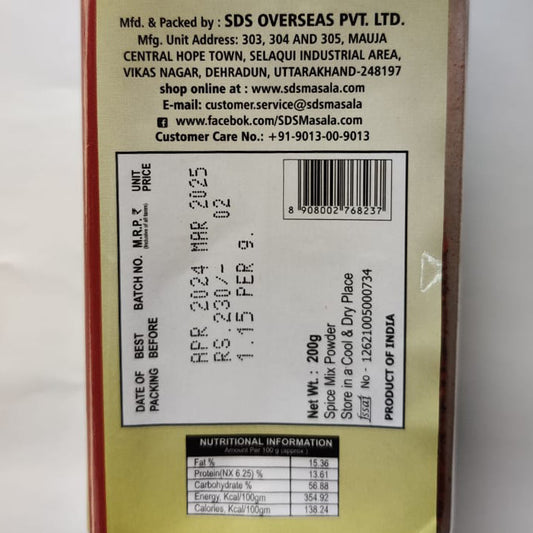 Mfd. & Packed by : SDS OVERSEAS PVT. LTD.
Mfg. Unit Address: 303, 304 AND 305, MAUJA
CENTRAL HOPE TOWN, SELAQUI INDUSTRIAL AREA,
VIKAS NAGAR, DEHRADUN, UTTARAKHAND-248197
shop online at : www.sdsmasala.com
E-mail: customer.service@sdsmasala
www.facebok.com/SDSMasala.com
Customer Care No.: +91-9013-00-9013
DATE OF PACKING
BEST BEFORE
BATCH NO.
M.R.P. ₹
(Inclusive of all taxes)
UNIT PRICE
APR 2024 MAR 2025
RS.230/- 02
1.15 PER g.
8 908002 768237
Net Wt. : 200g
Spice Mix Powder
Store in a Cool & Dry Place
fssai No - 12621005000734
PRODUCT OF INDIA
NUTRITIONAL INFORMATION
Amount Per 100 g (approx.)
Fat % 15.36
Protein(NX 6.25) % 13.61
Carbohydrate % 56.88
Energy, Kcal/100gm 354.92
Calories, Kcal/100gm 138.24